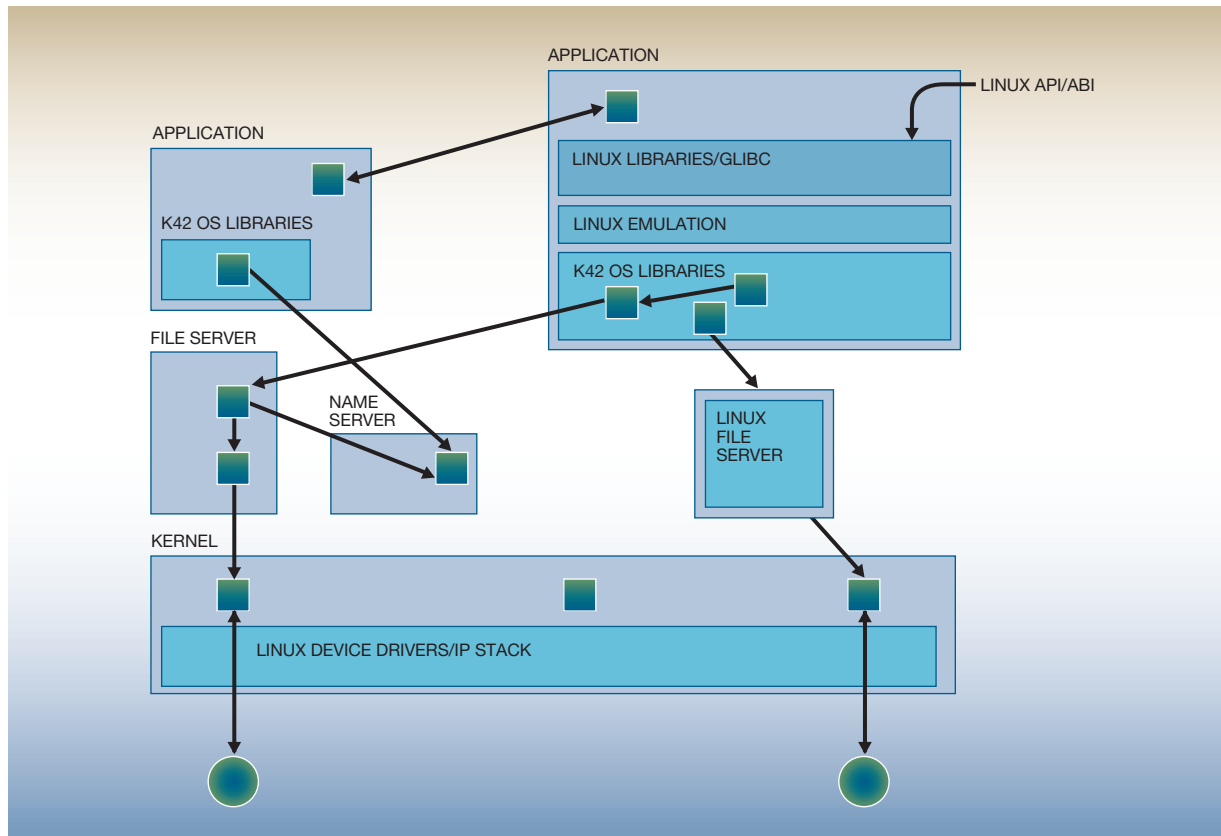 APPLICATION
LINUX API/ABI
APPLICATION
LINUX LIBRARIES/GLIBC
K42 OS LIBRARIES
LINUX EMULATION
K42 OS LIBRARIES
FILE SERVER
NAME
SERVER
LINUX
FILE
SERVER
KERNEL
LINUX DEVICE DRIVERS/IP STACK